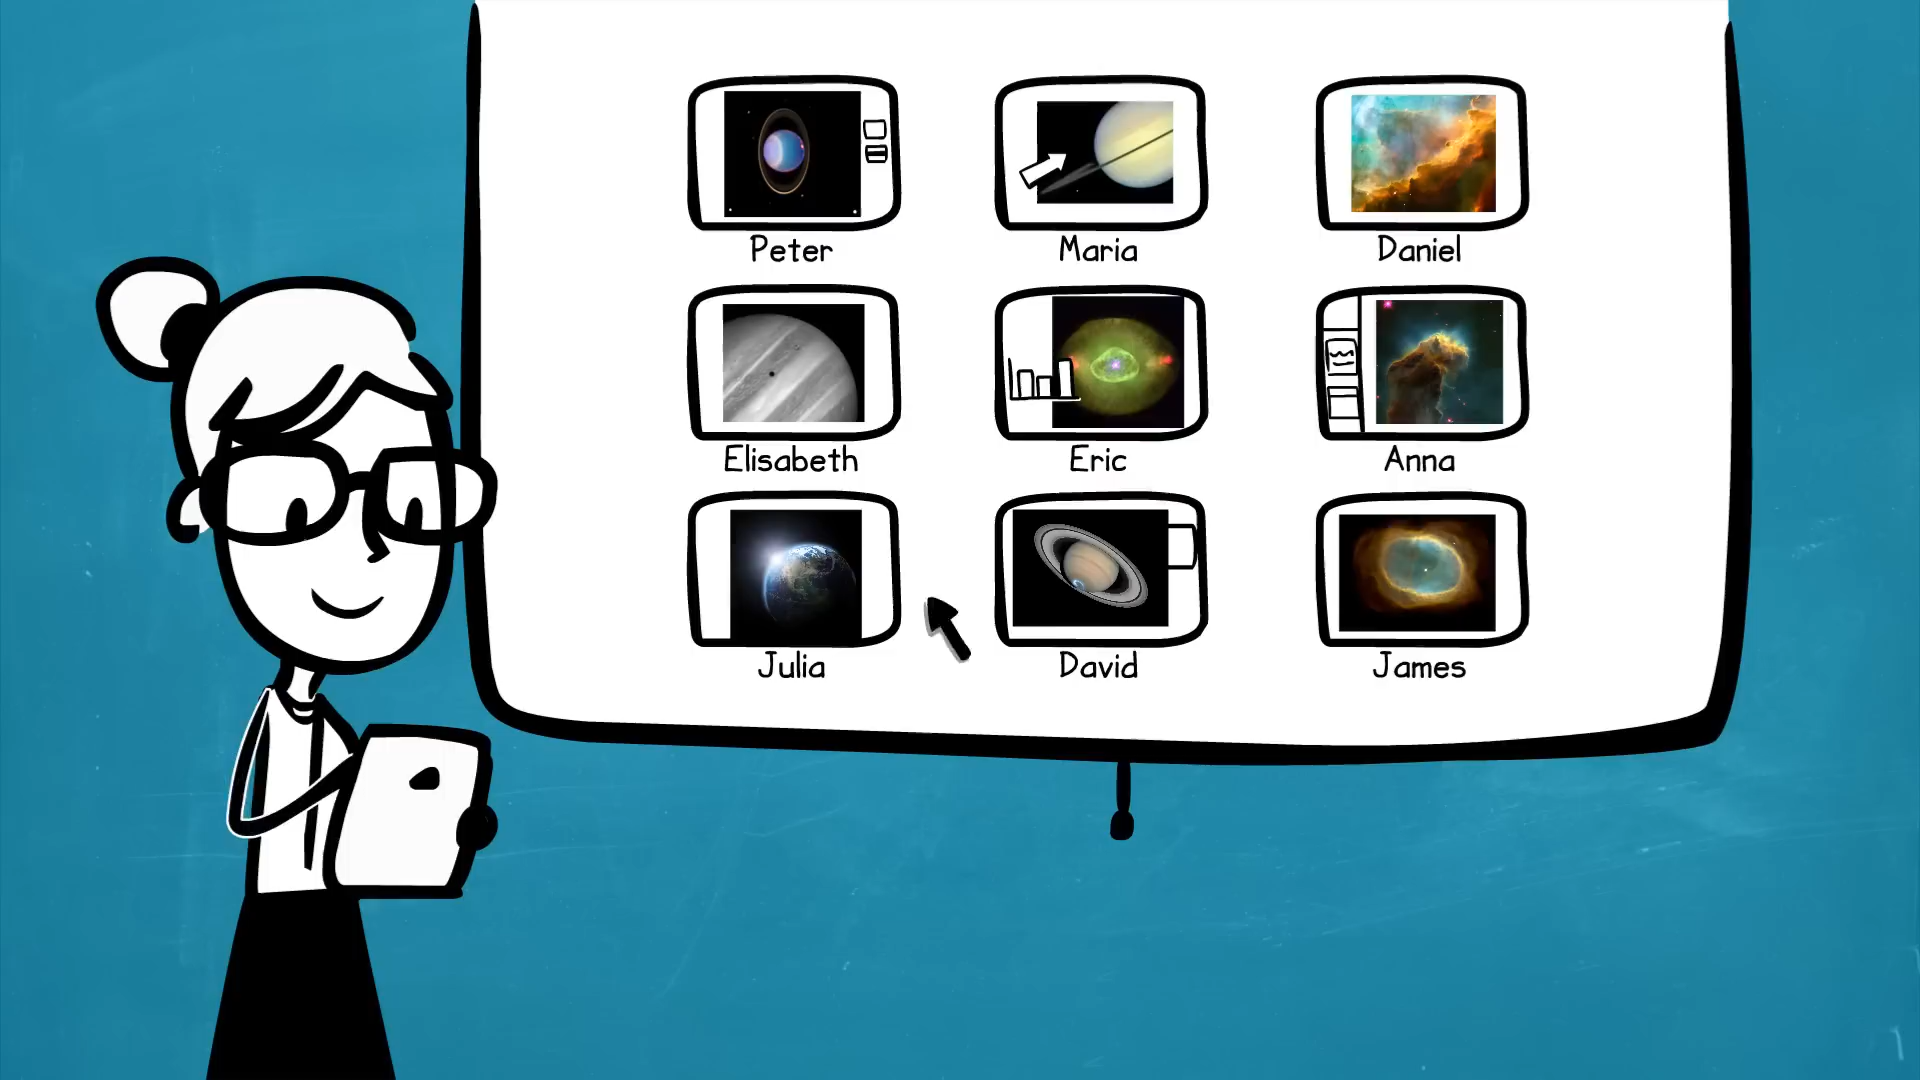 Peter
Maria
Daniel
Elisabeth
Eric
Anna
Julia
David
James